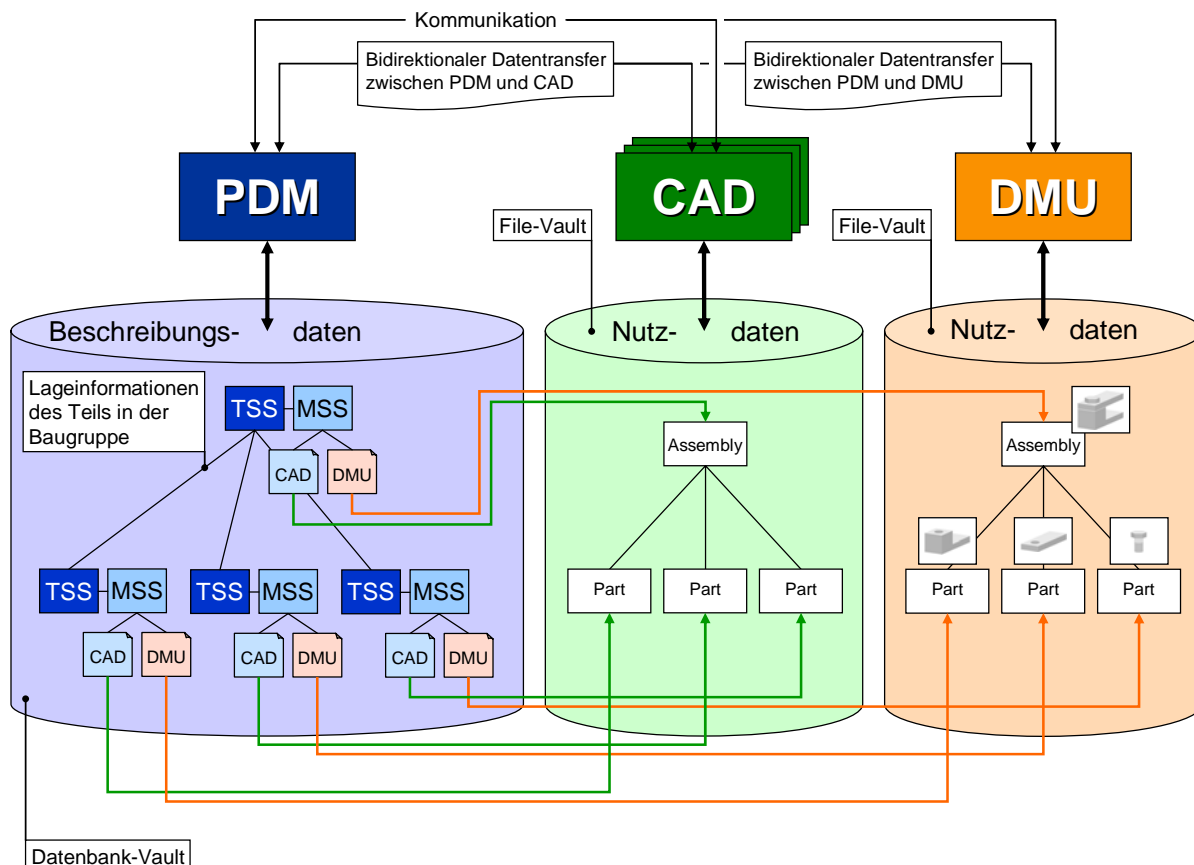 Kommunikation
Bidirektionaler Datentransfer
zwischen PDM und CAD
Bidirektionaler Datentransfer
zwischen PDM und DMU
PDM
CAD
DMU
File-Vault
File-Vault
Beschreibungs- daten
Nutz- daten
Nutz- daten
Lageinformationen
des Teils in der
Baugruppe
TSS
MSS
CAD
DMU
Assembly
Assembly
TSS
MSS
TSS
MSS
TSS
MSS
Part
Part
Part
Part
Part
Part
CAD
DMU
CAD
DMU
CAD
DMU
Datenbank-Vault